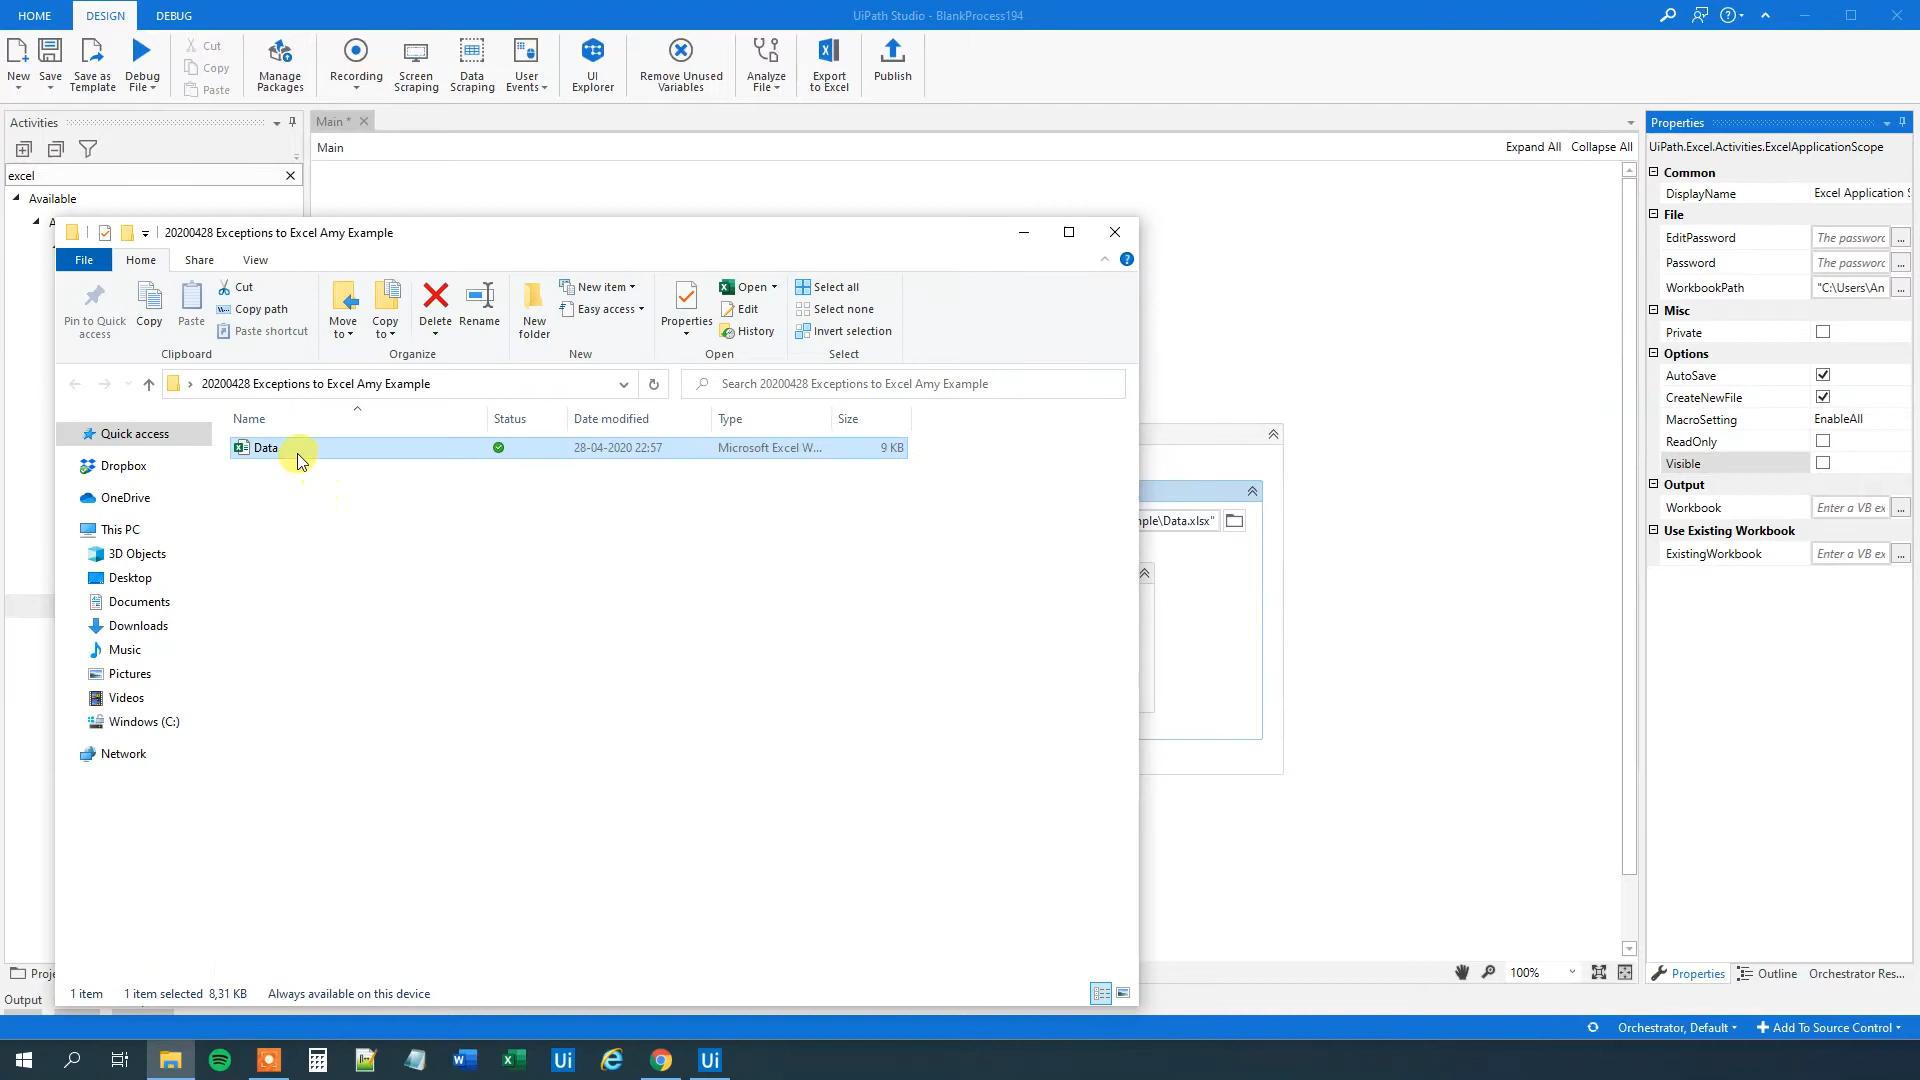 HOME DESIGN DEBUG
UiPath Studio - BlankProcess194
New
Save
Save as Template
Debug File
Cut
Copy
Paste
Manage Packages
Recording
Screen Scraping
Data Scraping
User Events
UI Explorer
Remove Unused Variables
Analyze File
Export to Excel
Publish
Activities
excel
Available
Main *
Main
Expand All Collapse All
20200428 Exceptions to Excel Amy Example
File Home Share View
Pin to Quick access
Copy
Paste
Cut
Copy path
Paste shortcut
Clipboard
Move to
Copy to
Delete
Rename
Organize
New folder
New item
Easy access
New
Properties
Open
Edit
History
Open
Select all
Select none
Invert selection
Select
20200428 Exceptions to Excel Amy Example
Search 20200428 Exceptions to Excel Amy Example
Name Status Date modified Type Size
Data 28-04-2020 22:57 Microsoft Excel W... 9 KB
Quick access
Dropbox
OneDrive
This PC
3D Objects
Desktop
Documents
Downloads
Music
Pictures
Videos
Windows (C:)
Network
1 item 1 item selected 8,31 KB Always available on this device
mple\Data.xlsx"
Properties
UiPath.Excel.Activities.ExcelApplicationScope
Common
DisplayName Excel Application S
File
EditPassword The password ...
Password The password ...
WorkbookPath "C:\Users\An ...
Misc
Private
Options
AutoSave
CreateNewFile
MacroSetting EnableAll
ReadOnly
Visible
Output
Workbook Enter a VB ex ...
Use Existing Workbook
ExistingWorkbook Enter a VB ex ...
100%
Properties Outline Orchestrator Res...
Proje
Output
Orchestrator, Default Add To Source Control